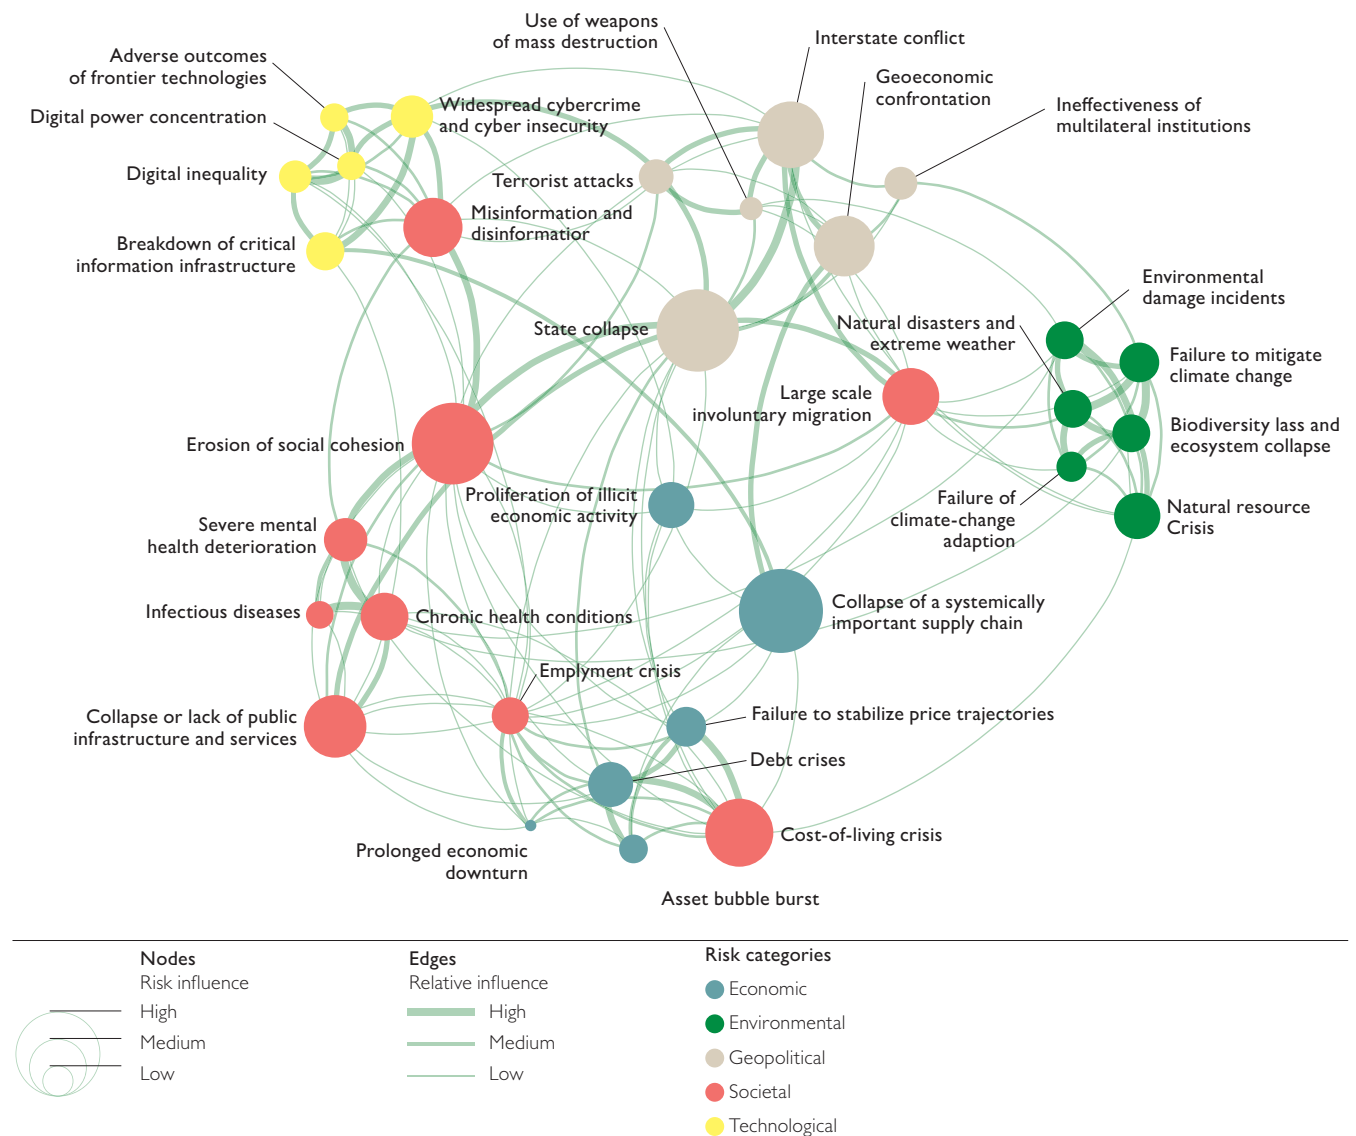 Use of weapons
of mass destruction
Interstate conflict
Adverse outcomes
of frontier technologies
Geoeconomic
confrontation
Digital power concentration
Widespread cybercrime
and cyber insecurity
Ineffectiveness of
multilateral institutions
Digital inequality
Terrorist attacks
Misinformation and
disinformatior
Breakdown of critical
information infrastructure
Environmental
damage incidents
State collapse
Natural disasters and
extreme weather
Failure to mitigate
climate change
Large scale
involuntary migration
Biodiversity lass and
ecosystem collapse
Erosion of social cohesion
Proliferation of illicit
economic activity
Failure of
climate-change
adaption
Natural resource
Crisis
Severe mental
health deterioration
Infectious diseases
Chronic health conditions
Collapse of a systemically
important supply chain
Emplyment crisis
Collapse or lack of public
infrastructure and services
Failure to stabilize price trajectories
Debt crises
Cost-of-living crisis
Prolonged economic
downturn
Asset bubble burst
Nodes
Risk influence
High
Medium
Low
Edges
Relative influence
High
Medium
Low
Risk categories
Economic
Environmental
Geopolitical
Societal
Technological